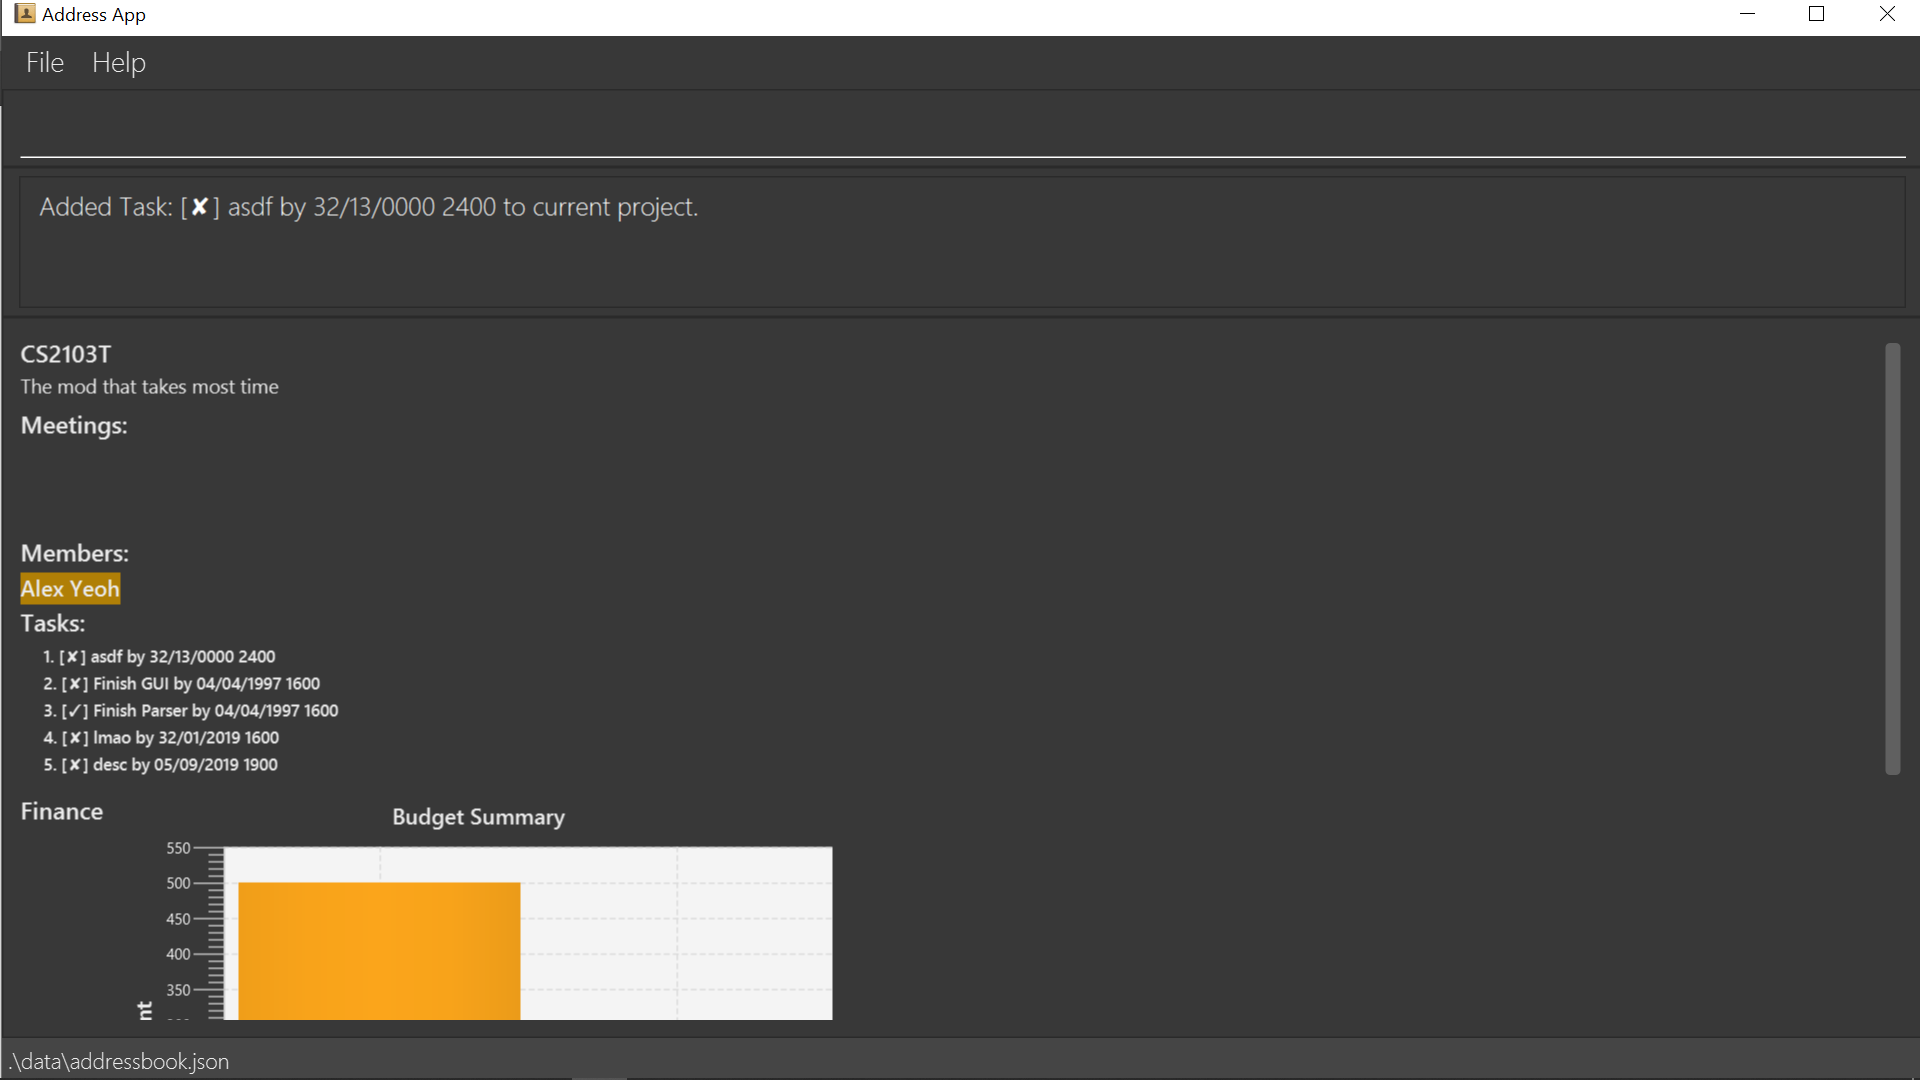 Address App
File Help
Added Task: [✘] asdf by 32/13/0000 2400 to current project.
CS2103T
The mod that takes most time
Meetings:
Members:
Alex Yeoh
Tasks:
1. [✘] asdf by 32/13/0000 2400
2. [✘] Finish GUI by 04/04/1997 1600
3. [✓] Finish Parser by 04/04/1997 1600
4. [✘] lmao by 32/01/2019 1600
5. [✘] desc by 05/09/2019 1900
Finance
Budget Summary
550
500
450
400
350
nt
.\data\addressbook.json